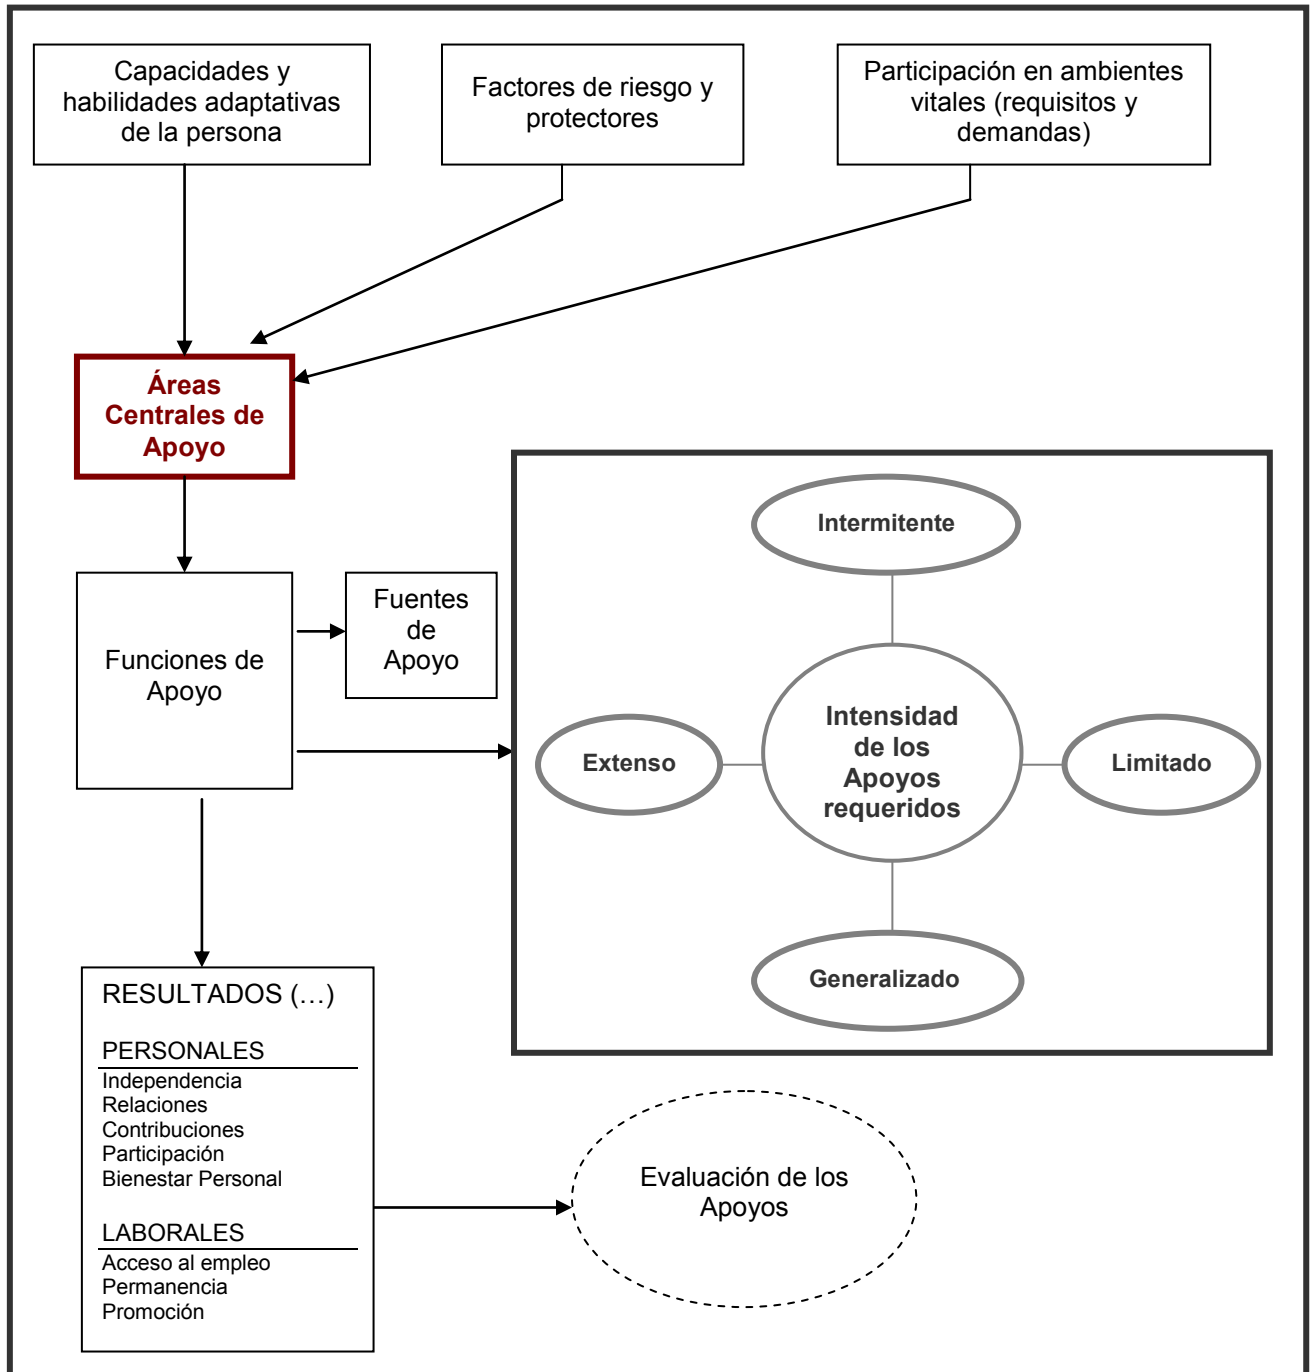 Capacidades y
habilidades adaptativas
de la persona
Factores de riesgo y
protectores
Participación en ambientes
vitales (requisitos y
demandas)
Áreas
Centrales de
Apoyo
Funciones de
Apoyo
Fuentes
de
Apoyo
Intermitente
Extenso
Intensidad
de los
Apoyos
requeridos
Limitado
Generalizado
RESULTADOS (…)
PERSONALES
Independencia
Relaciones
Contribuciones
Participación
Bienestar Personal
LABORALES
Acceso al empleo
Permanencia
Promoción
Evaluación de los
Apoyos